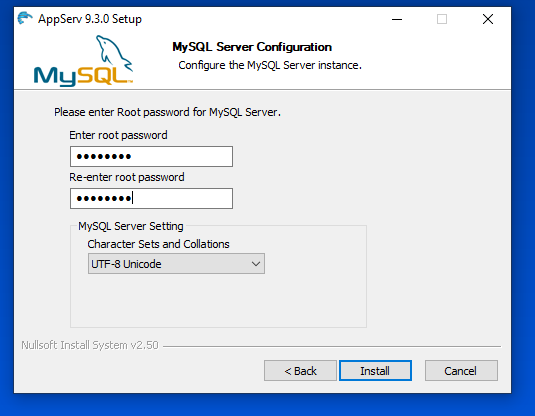 AppServ 9.3.0 Setup
MySQL
MySQL Server Configuration
Configure the MySQL Server instance.
Please enter Root password for MySQL Server.
Enter root password
●●●●●●●●
Re-enter root password
●●●●●●●●
MySQL Server Setting
Character Sets and Collations
UTF-8 Unicode
Nullsoft Install System v2.50
< Back Install Cancel